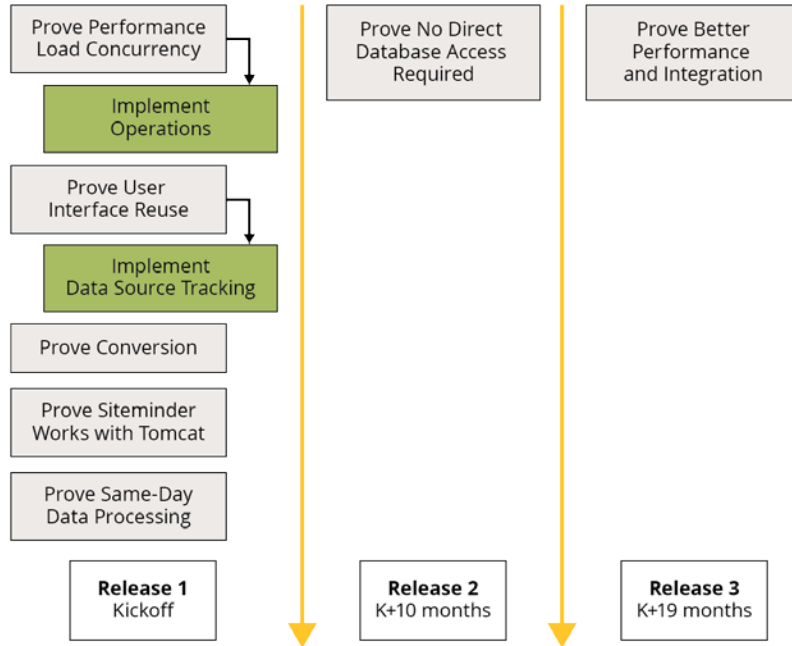 Prove Performance
Load Concurrency
Implement
Operations
Prove User
Interface Reuse
Implement
Data Source Tracking
Prove Conversion
Prove Siteminder
Works with Tomcat
Prove Same-Day
Data Processing
Release 1
Kickoff
Prove No Direct
Database Access
Required
Release 2
K+10 months
Prove Better
Performance
and Integration
Release 3
K+19 months